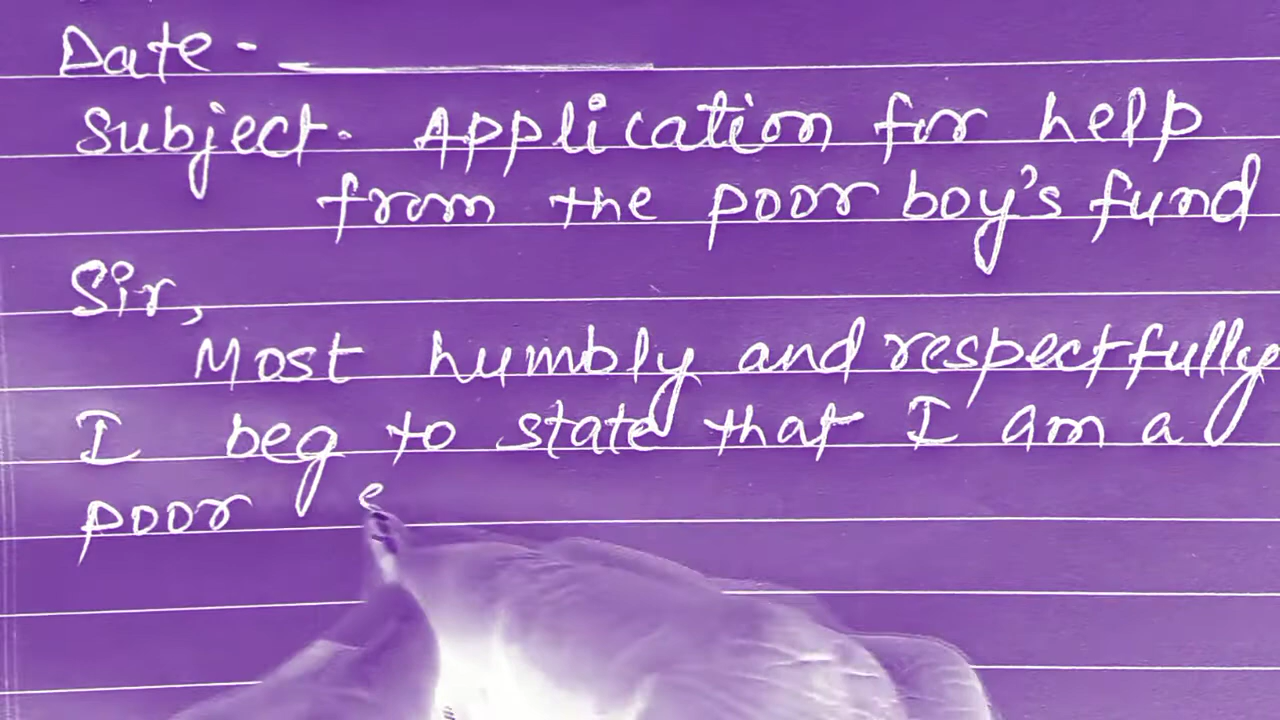 Date -
Subject - Application for help
from the poor boy's fund
Sir,
Most humbly and respectfully
I beg to state that I am a
poor